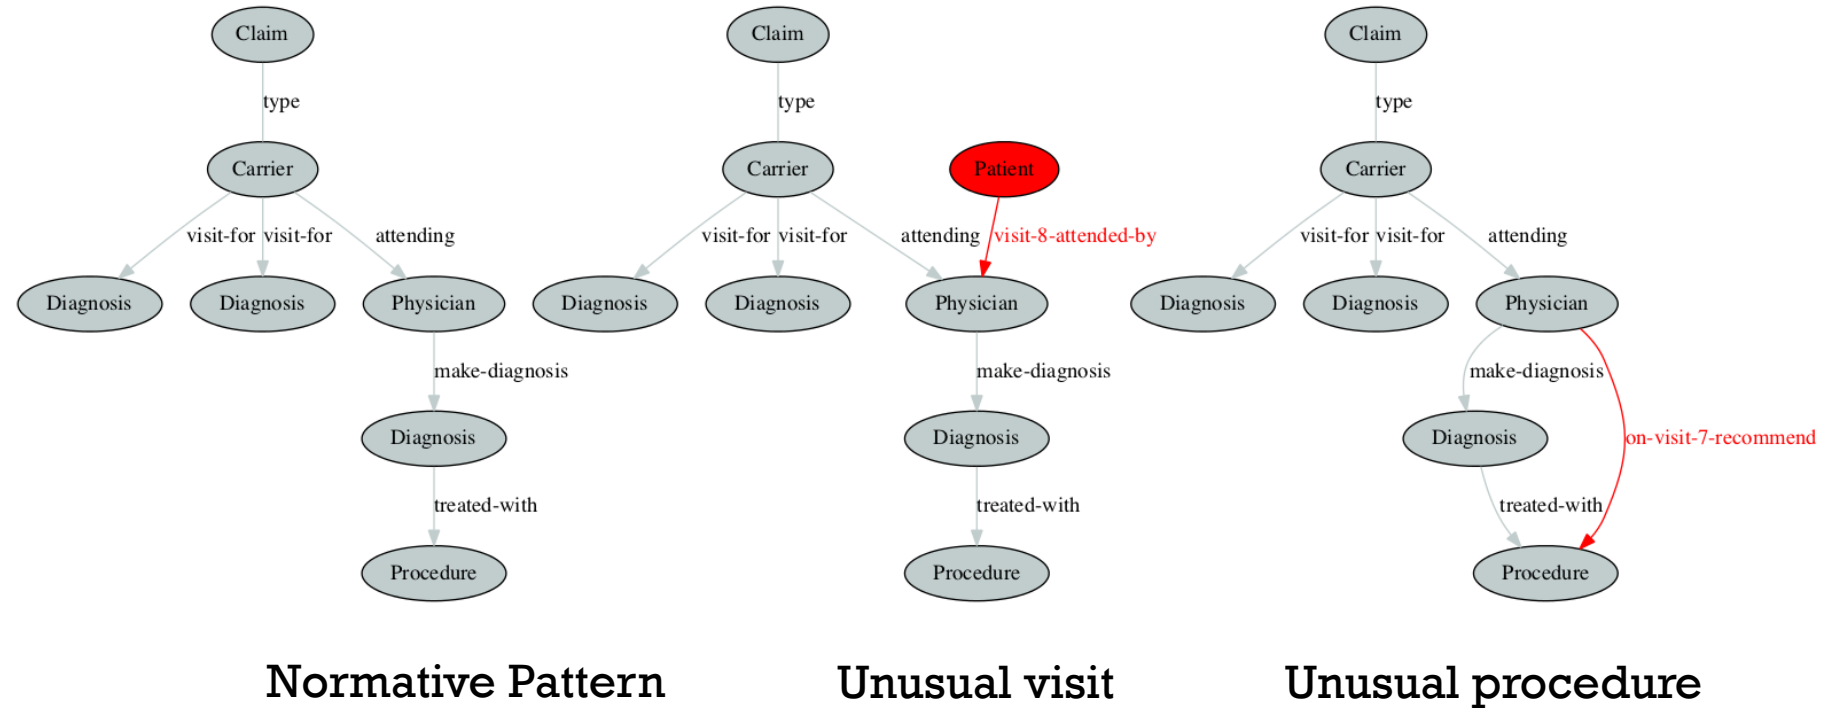 Claim
type
Carrier
visit-for visit-for attending
Diagnosis Diagnosis Physician
make-diagnosis
Diagnosis
treated-with
Procedure
Normative Pattern
Claim
type
Carrier Patient
visit-for visit-for attending visit-8-attended-by
Diagnosis Diagnosis Physician
make-diagnosis
Diagnosis
treated-with
Procedure
Unusual visit
Claim
type
Carrier
visit-for visit-for attending
Diagnosis Diagnosis Physician
make-diagnosis
Diagnosis on-visit-7-recommend
treated-with
Procedure
Unusual procedure